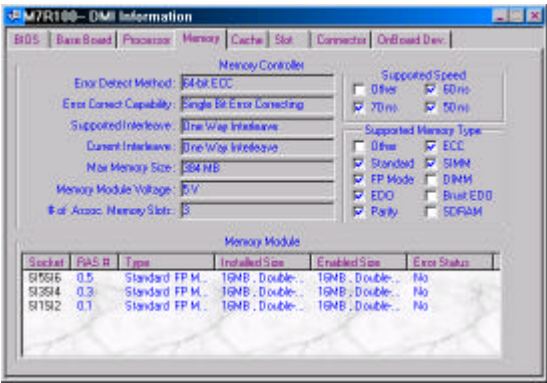 M7R100-- DMI Information
BIOS Base Board Processor Memory Cache Slot Connector OnBoard Dev.
Memory Controller
Error Detect Method: 64-bit ECC
Error Correct Capability: Single Bit Error Correcting
Supported Interleave: One Way Interleave
Current Interleave: One Way Interleave
Max Memory Size: 384 MB
Memory Module Voltage: 5 V
# of Assoc. Memory Slots: 3
Supported Speed
Other 60 ns
70 ns 50 ns
Supported Memory Type
Other ECC
Standard SIMM
FP Mode DIMM
EDO Brust EDO
Parity SDRAM
Memory Module
Socket RAS # Type Installed Size Enabled Size Error Status
SI5SI6 0,5 Standard FP M... 16MB , Double-... 16MB , Double-... No
SI3SI4 0,3 Standard FP M... 16MB , Double-... 16MB , Double-... No
SI1SI2 0,1 Standard FP M... 16MB , Double-... 16MB , Double-... No